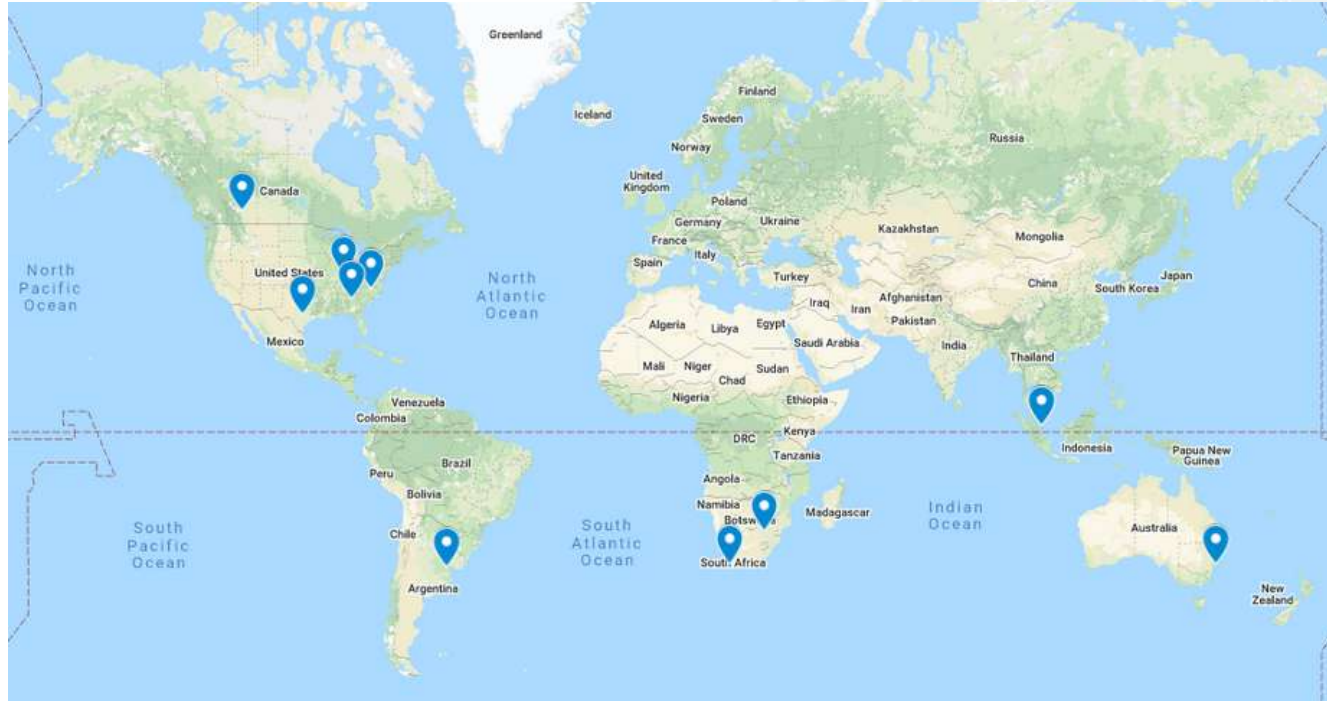 Greenland
Iceland
Finland
Sweden
Norway
Russia
United
Kingdom
Canada
Poland
Germany
Ukraine
Kazakhstan
Mongolia
France
Italy
Spain
Turkey
North
Pacific
Ocean
United States
North
Atlantic
Ocean
Japan
China
South Korea
Iraq
Iran
Afghanistan
Pakistan
Algeria
Libya
Egypt
Saudi Arabia
India
Mexico
Mali
Niger
Chad
Sudan
Thailand
Nigeria
Ethiopia
Venezuela
Colombia
DRC
Kenya
Tanzania
Indonesia
Papua New
Guinea
Peru
Brazil
Angola
Bolivia
Namibia
Madagascar
South
Pacific
Ocean
Chile
South
Atlantic
Ocean
Indian
Ocean
Australia
South Africa
Argentina
New
Zealand